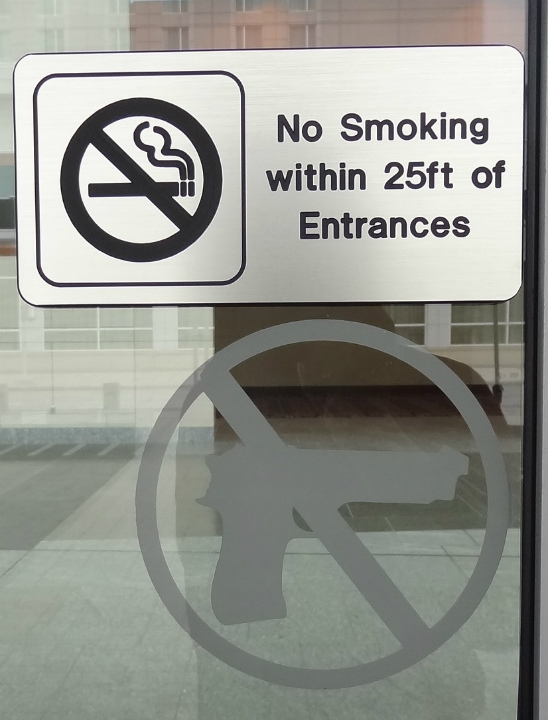 No Smoking
within 25ft of
Entrances